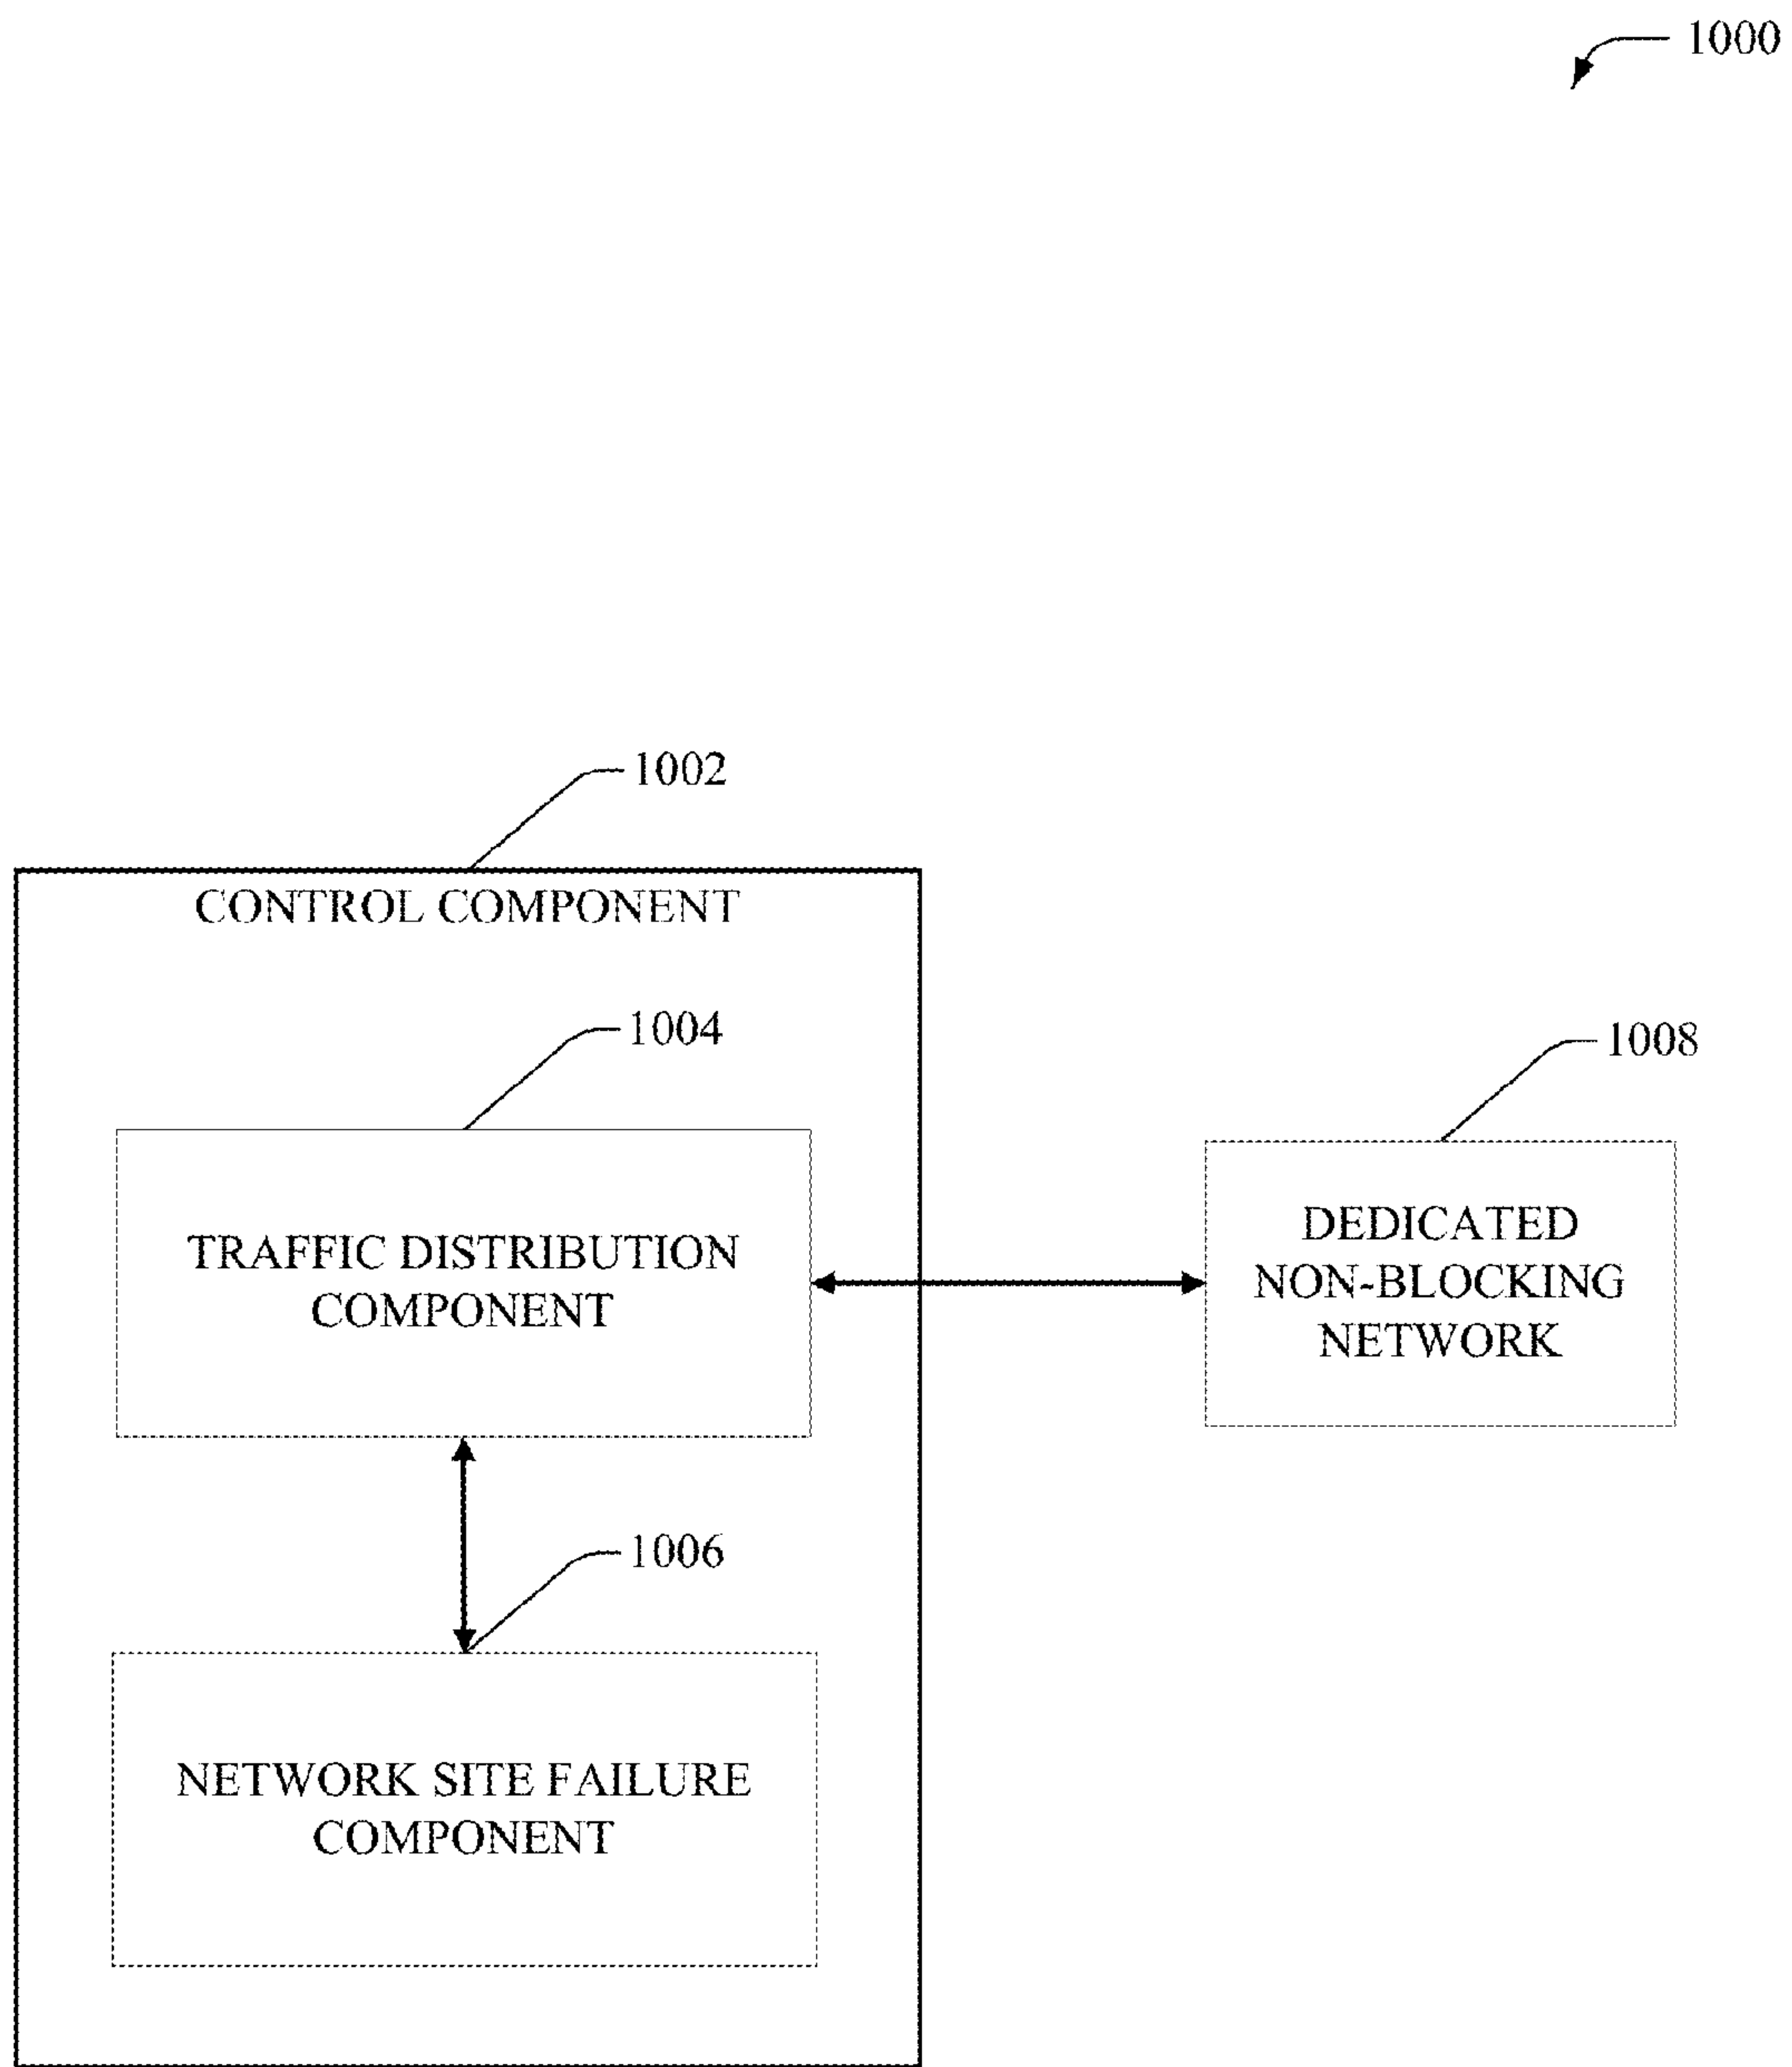 1000
1002
CONTROL COMPONENT
1004
1008
TRAFFIC DISTRIBUTION
COMPONENT
DEDICATED
NON-BLOCKING
NETWORK
1006
NETWORK SITE FAILURE
COMPONENT